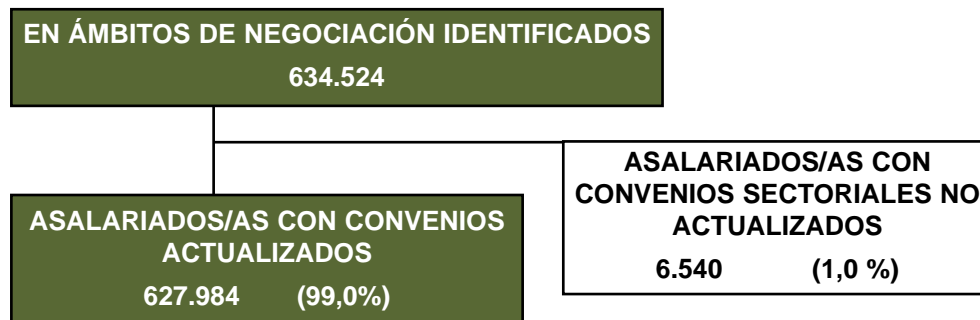 EN ÁMBITOS DE NEGOCIACIÓN IDENTIFICADOS
634.524
ASALARIADOS/AS CON CONVENIOS
ACTUALIZADOS
627.984 (99,0%)
ASALARIADOS/AS CON
CONVENIOS SECTORIALES NO
ACTUALIZADOS
6.540 (1,0 %)